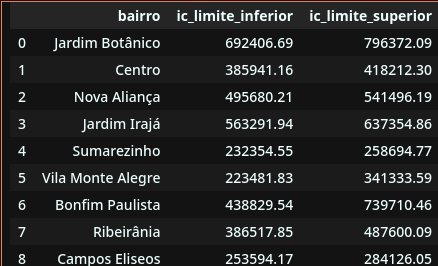 bairro ic_limite_inferior ic_limite_superior
0 Jardim Botânico 692406.69 796372.09
1 Centro 385941.16 418212.30
2 Nova Aliança 495680.21 541496.19
3 Jardim Irajá 563291.94 637354.86
4 Sumarezinho 232354.55 258694.77
5 Vila Monte Alegre 223481.83 341333.59
6 Bonfim Paulista 438829.54 739710.46
7 Ribeirânia 386517.85 487600.09
8 Campos Eliseos 253594.17 284126.05